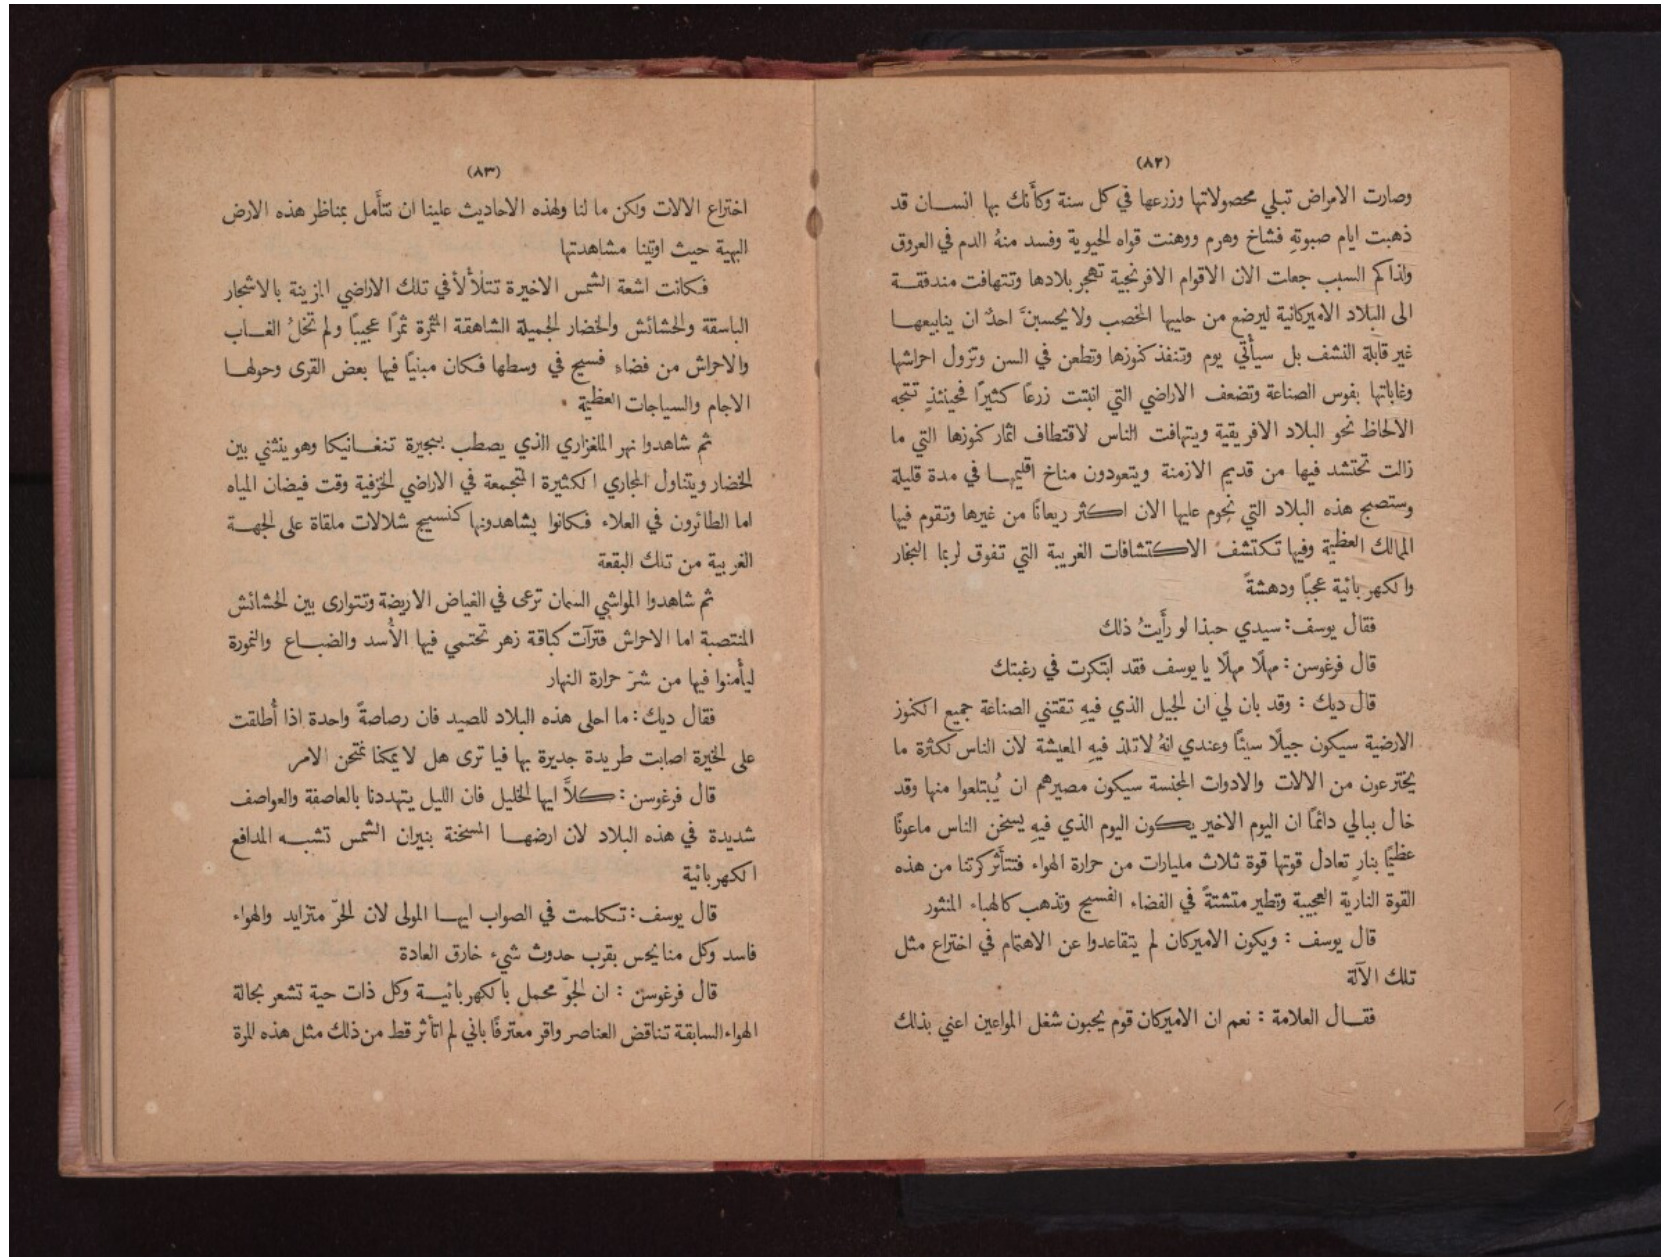 (٨٢)
وصارت الامراض تبلي محصولاتها وزرعها في كل سنة وكأنك بها انسان قد
ذهبت ايام صبوتهِ فشاخ وهرم ووهنت قواه الحيوية وفسد منهُ الدم في العروق
ولذاكم السبب جعلت الان الاقوام الافرنجية تهجر بلادها وتتهافت مندفقة
الى البلاد الاميركانية ليرضع من حليبها المخصب ولا يحسبنَّ احدٌ ان ينابيعها
غير قابلة النشف بل سيأتي يوم وتنفذ كنوزها وتطعن في السن وتزول احراشها
وغاباتها بفوس الصناعة وتضعف الاراضي التي انبتت زرعًا كثيرًا فحينئذٍ تتجه
الالحاظ نحو البلاد الافريقية ويتهافت الناس لاقتطاف اثمار كنوزها التي ما
زالت تحتشد فيها من قديم الازمنة ويتعودون مناخ اقليمها في مدة قليلة
وستصبح هذه البلاد التي نحوم عليها الان اكثر ريعانًا من غيرها وتقوم فيها
الممالك العظيمة وفيها تكتشف الاكتشافات الغريبة التي تفوق لربما البخار
والكهربائية عجبًا ودهشةً
فقال يوسف: سيدي حبذا لو رأيتُ ذلك
قال فرغوسن: مهلًا مهلًا يا يوسف فقد ابتكرت في رغبتك
قال ديك : وقد بان لي ان الجيل الذي فيهِ تقتني الصناعة جميع الكنوز
الارضية سيكون جيلًا سيئًا وعندي انهُ لا تلذ فيهِ المعيشة لان الناس لكثرة ما
يخترعون من الالات والادوات المجنسة سيكون مصيرهم ان يُبتلعوا منها وقد
خال ببالي دائمًا ان اليوم الاخير يكون اليوم الذي فيهِ يسخن الناس ماعونًا
عظيمًا بنارٍ تعادل قوتها قوة ثلاث مليارات من حرارة الهواء فتتأثر كرتنا من هذه
القوة النارية العجيبة وتطير متشتتةً في الفضاء الفسيح وتذهب كالهباء المنثور
قال يوسف : ويكون الاميركان لم يتقاعدوا عن الاهتمام في اختراع مثل
تلك الآلة
فقال العلامة : نعم ان الاميركان قوم يحبون شغل المواعين اعني بذلك
(٨٣)
اختراع الالات ولكن ما لنا ولهذه الاحاديث علينا ان نتأمل بمناظر هذه الارض
البهية حيث اوتينا مشاهدتها
فكانت اشعة الشمس الاخيرة تتلألأ في تلك الاراضي المزينة بالاشجار
الباسقة والحشائش والخضار الجميلة الشاهقة المثمرة ثمرًا عجيبًا ولم تخلُ الغاب
والاحراش من فضاءٍ فسيح في وسطها فكان مبنيًا فيها بعض القرى وحولها
الاجام والسياجات العظيمة .
ثم شاهدوا نهر الملغزاري الذي يصطب ببحيرة تنغانيكا وهو ينثني بين
الخضار ويتناول المجاري الكثيرة المتجمعة في الاراضي الخزفية وقت فيضان المياه
اما الطائرون في العلاء فكانوا يشاهدونها كنسيج شلالات ملقاة على الجهة
الغربية من تلك البقعة
ثم شاهدوا المواشي السمان ترعى في الغياض الاريضة وتتوارى بين الحشائش
المنتصبة اما الاحراش فتراآت كباقة زهر تحتمي فيها الأُسد والضباع والنمورة
ليأمنوا فيها من شرّ حرارة النهار
فقال ديك: ما احلى هذه البلاد للصيد فان رصاصةً واحدة اذا أُطلقت
على الخيرة اصابت طريدة جديرة بها فيا ترى هل لا يمكنا نمتحن الامر
قال فرغوسن: كلاَّ ايها الخليل فان الليل يتهددنا بالعاصفة والعواصف
شديدة في هذه البلاد لان ارضها المسخنة بنيران الشمس تشبه المدافع
الكهربائية
قال يوسف: تكلمت في الصواب ايها المولى لان الحرّ متزايد والهواء
فاسد وكل منا يحس بقرب حدوث شيء خارق العادة
قال فرغوسن : ان الجوّ محمل بالكهربائية وكل ذات حية تشعر بحالة
الهواء السابقة تناقض العناصر واقر معترفًا باني لم اتأثر قط من ذلك مثل هذه المرة